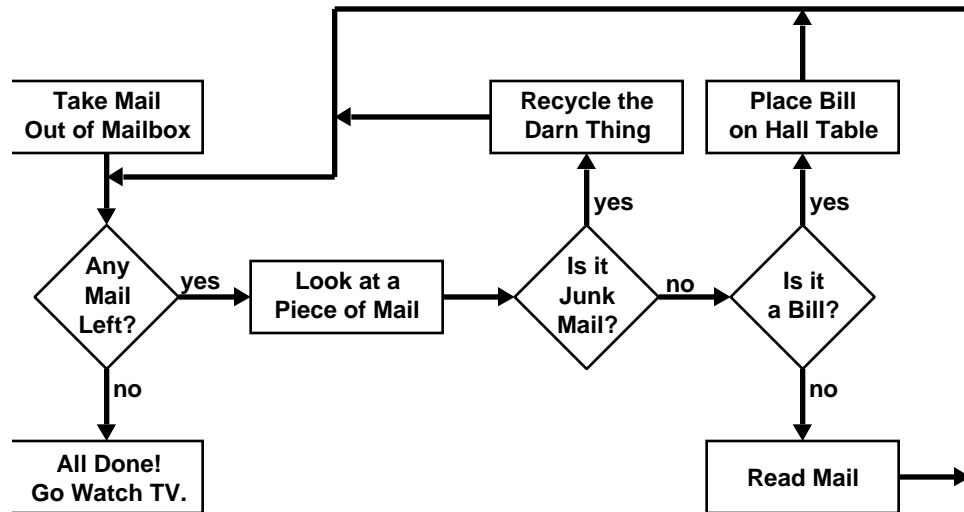 Take Mail
Out of Mailbox
Recycle the
Darn Thing
Place Bill
on Hall Table
yes
yes
Any
Mail
Left?
yes
Look at a
Piece of Mail
Is it
Junk
Mail?
no
Is it
a Bill?
no
no
All Done!
Go Watch TV.
Read Mail